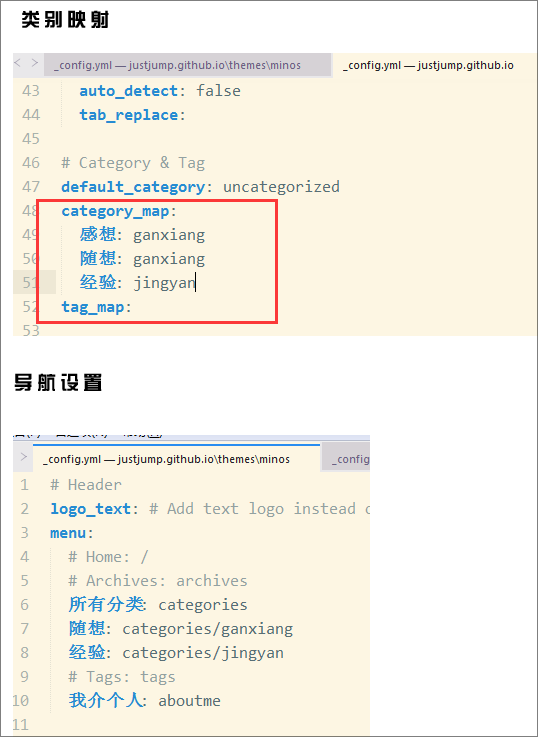 类别映射
_config.yml — justjump.github.io\themes\minos
_config.yml — justjump.github.io
43 auto_detect: false
44 tab_replace:
45
46 # Category & Tag
47 default_category: uncategorized
48 category_map:
49 感想: ganxiang
50 随想: ganxiang
51 经验: jingyan
52 tag_map:
53
导航设置
_config.yml — justjump.github.io\themes\minos
_config
1 # Header
2 logo_text: # Add text logo instead
3 menu:
4 # Home: /
5 # Archives: archives
6 所有分类: categories
7 随想: categories/ganxiang
8 经验: categories/jingyan
9 # Tags: tags
10 我介个人: aboutme
11